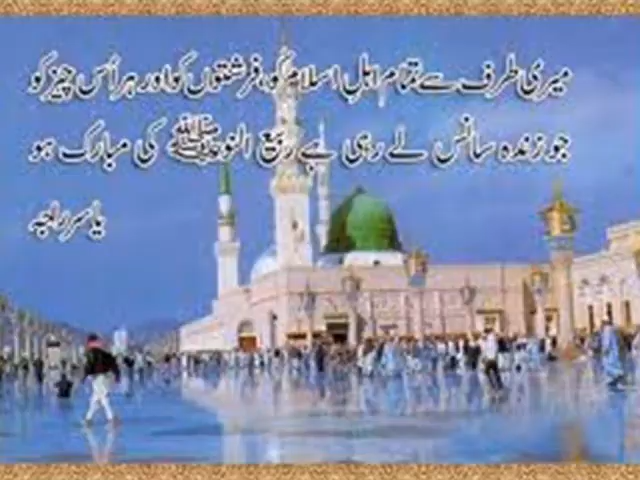 میری طرف سے تمام اہلِ اسلام کو، فرشتوں کو اور ہر اُس چیز کو
جو زندہ سانس لے رہی ہے ربیع النور ﷺ کی مبارک ہو
یاسر راجہ